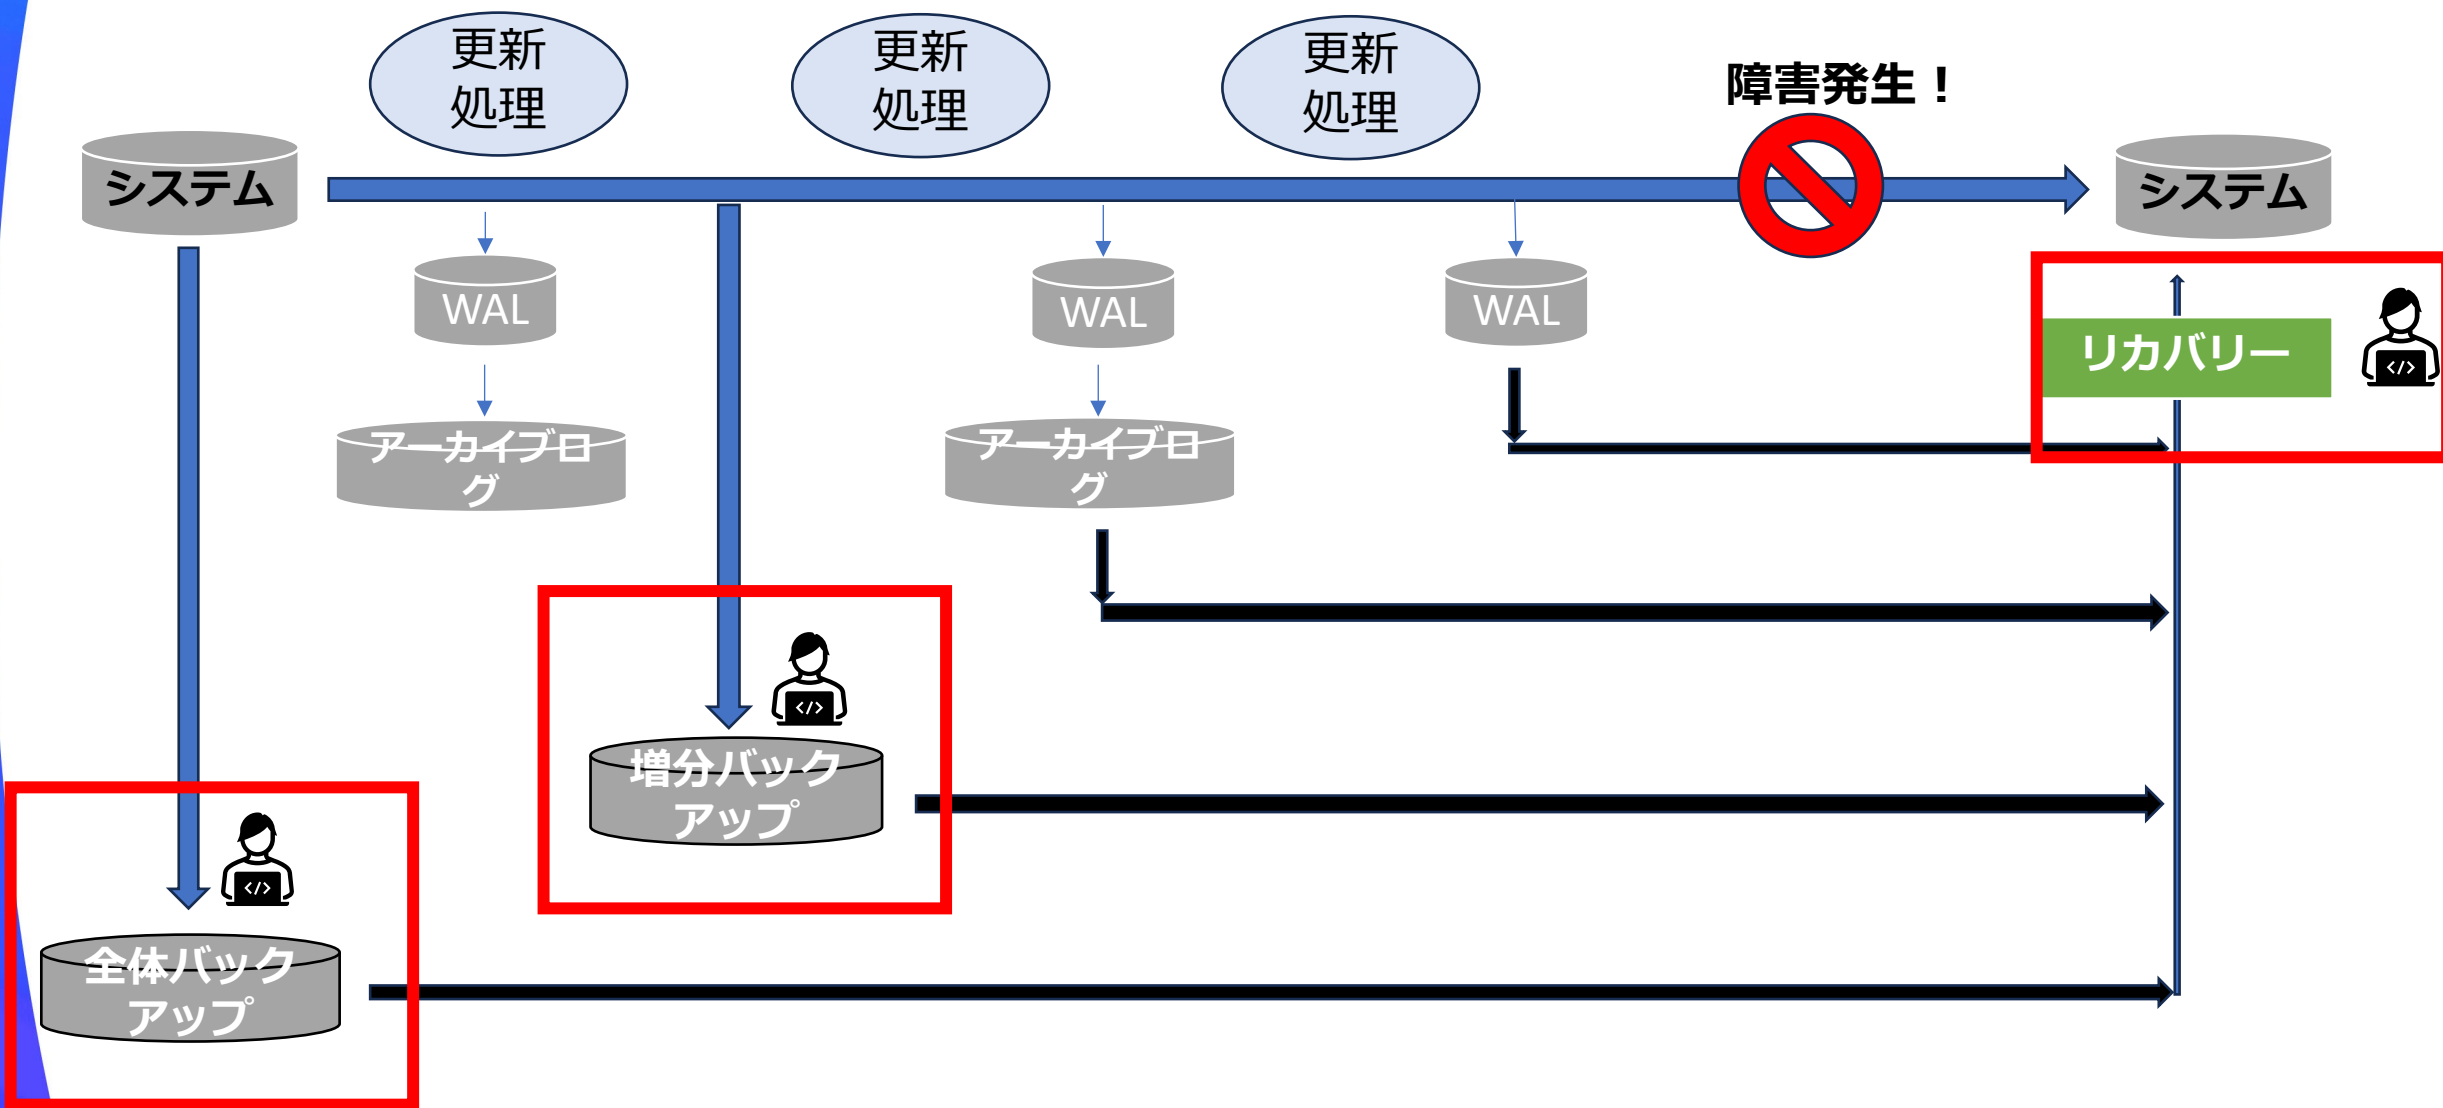 更新
処理
更新
処理
更新
処理
障害発生！
システム
システム
WAL
WAL
WAL
リカバリー
アーカイブロ
グ
アーカイブロ
グ
増分バック
アップ
全体バック
アップ